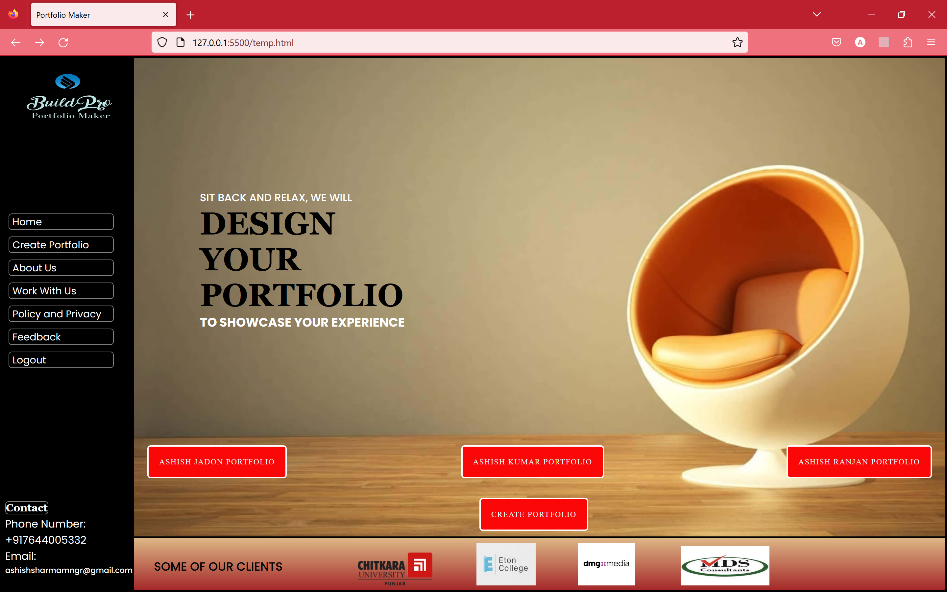 Portfolio Maker
127.0.0.1:5500/temp.html
A
BuildPro
Portfolio Maker
Home
Create Portfolio
About Us
Work With Us
Policy and Privacy
Feedback
Logout
Contact
Phone Number:
+917644005332
Email:
ashishsharmamngr@gmail.com
SIT BACK AND RELAX, WE WILL
DESIGN
YOUR
PORTFOLIO
TO SHOWCASE YOUR EXPERIENCE
ASHISH JADON PORTFOLIO
ASHISH KUMAR PORTFOLIO
ASHISH RANJAN PORTFOLIO
CREATE PORTFOLIO
SOME OF OUR CLIENTS
CHITKARA
UNIVERSITY
PUNJAB
E Eton
College
dmg::media
MDS
Consultants